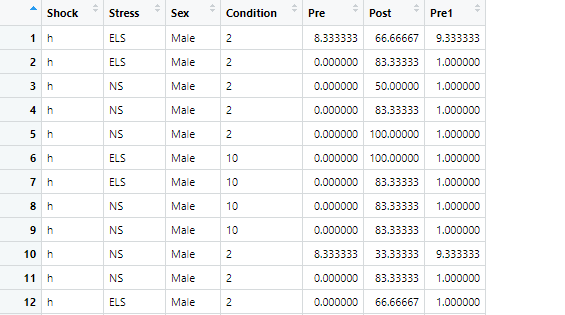 Shock Stress Sex Condition Pre Post Pre1
1 h ELS Male 2 8.333333 66.66667 9.333333
2 h ELS Male 2 0.000000 83.33333 1.000000
3 h NS Male 2 0.000000 50.00000 1.000000
4 h NS Male 2 0.000000 83.33333 1.000000
5 h NS Male 2 0.000000 100.00000 1.000000
6 h ELS Male 10 0.000000 100.00000 1.000000
7 h ELS Male 10 0.000000 83.33333 1.000000
8 h NS Male 10 0.000000 83.33333 1.000000
9 h NS Male 10 0.000000 83.33333 1.000000
10 h NS Male 2 8.333333 33.33333 9.333333
11 h NS Male 2 0.000000 83.33333 1.000000
12 h ELS Male 2 0.000000 66.66667 1.000000